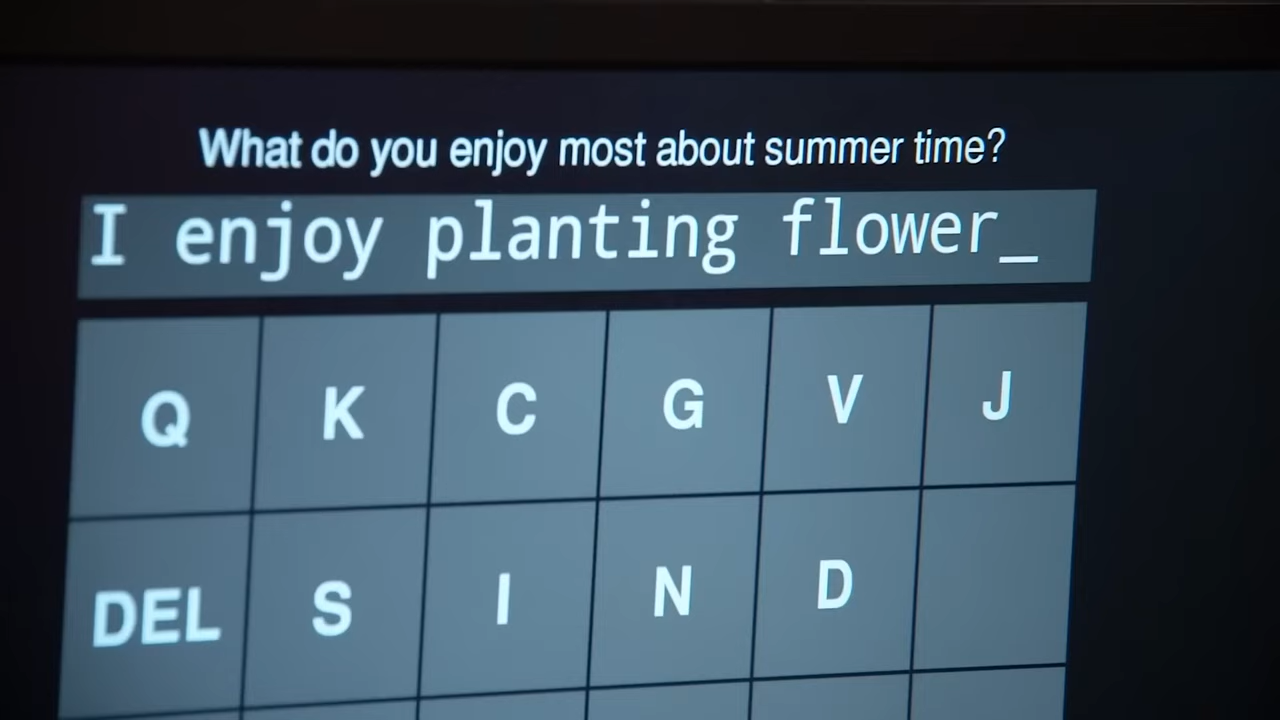 What do you enjoy most about summer time?
I enjoy planting flower_
Q K C G V J
DEL S I N D